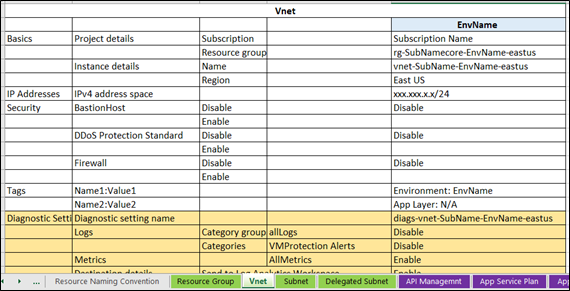 Vnet
EnvName
Basics Project details Subscription Subscription Name
Resource group rg-SubNamecore-EnvName-eastus
Instance details Name vnet-SubName-EnvName-eastus
Region East US
IP Addresses IPv4 address space xxx.xxx.x.x/24
Security BastionHost Disable Disable
Enable
DDoS Protection Standard Disable Disable
Enable
Firewall Disable Disable
Enable
Tags Name1:Value1 Environment: EnvName
Name2:Value2 App Layer: N/A
Diagnostic Setti Diagnostic setting name diags-vnet-SubName-EnvName-eastus
Logs Category group allLogs Disable
Categories VMProtection Alerts Disable
Metrics AllMetrics Enable
Destination details Send to Log Analytics Workspace Enable
... Resource Naming Convention Resource Group Vnet Subnet Delegated Subnet API Managemnt App Service Plan App